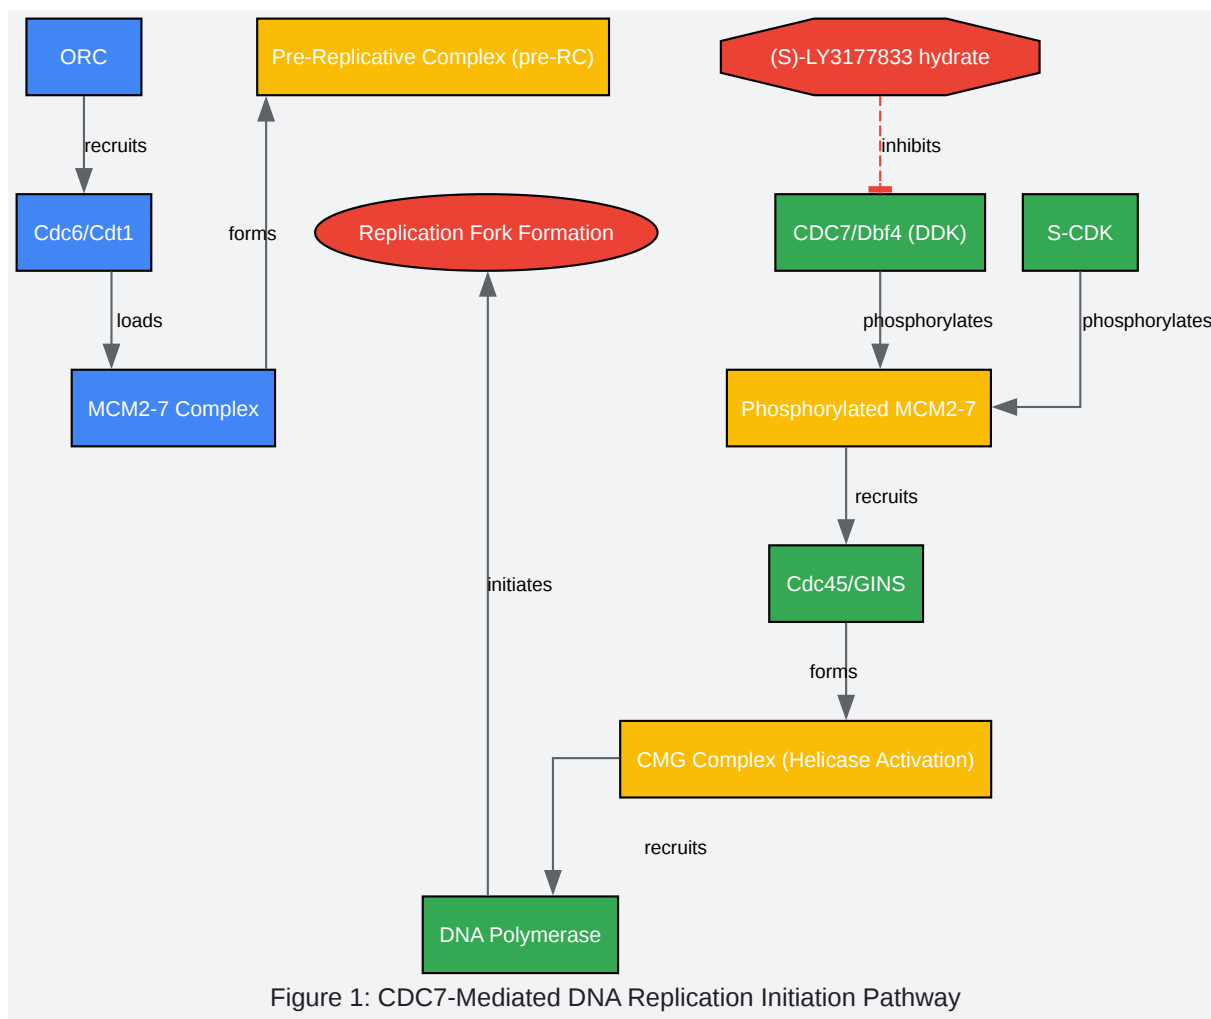 ORC
Pre-Replicative Complex (pre-RC)
(S)-LY3177833 hydrate
recruits
inhibits
Cdc6/Cdt1
forms
Replication Fork Formation
CDC7/Dbf4 (DDK)
S-CDK
loads
phosphorylates
phosphorylates
MCM2-7 Complex
Phosphorylated MCM2-7
recruits
initiates
Cdc45/GINS
forms
CMG Complex (Helicase Activation)
recruits
DNA Polymerase
Figure 1: CDC7-Mediated DNA Replication Initiation Pathway